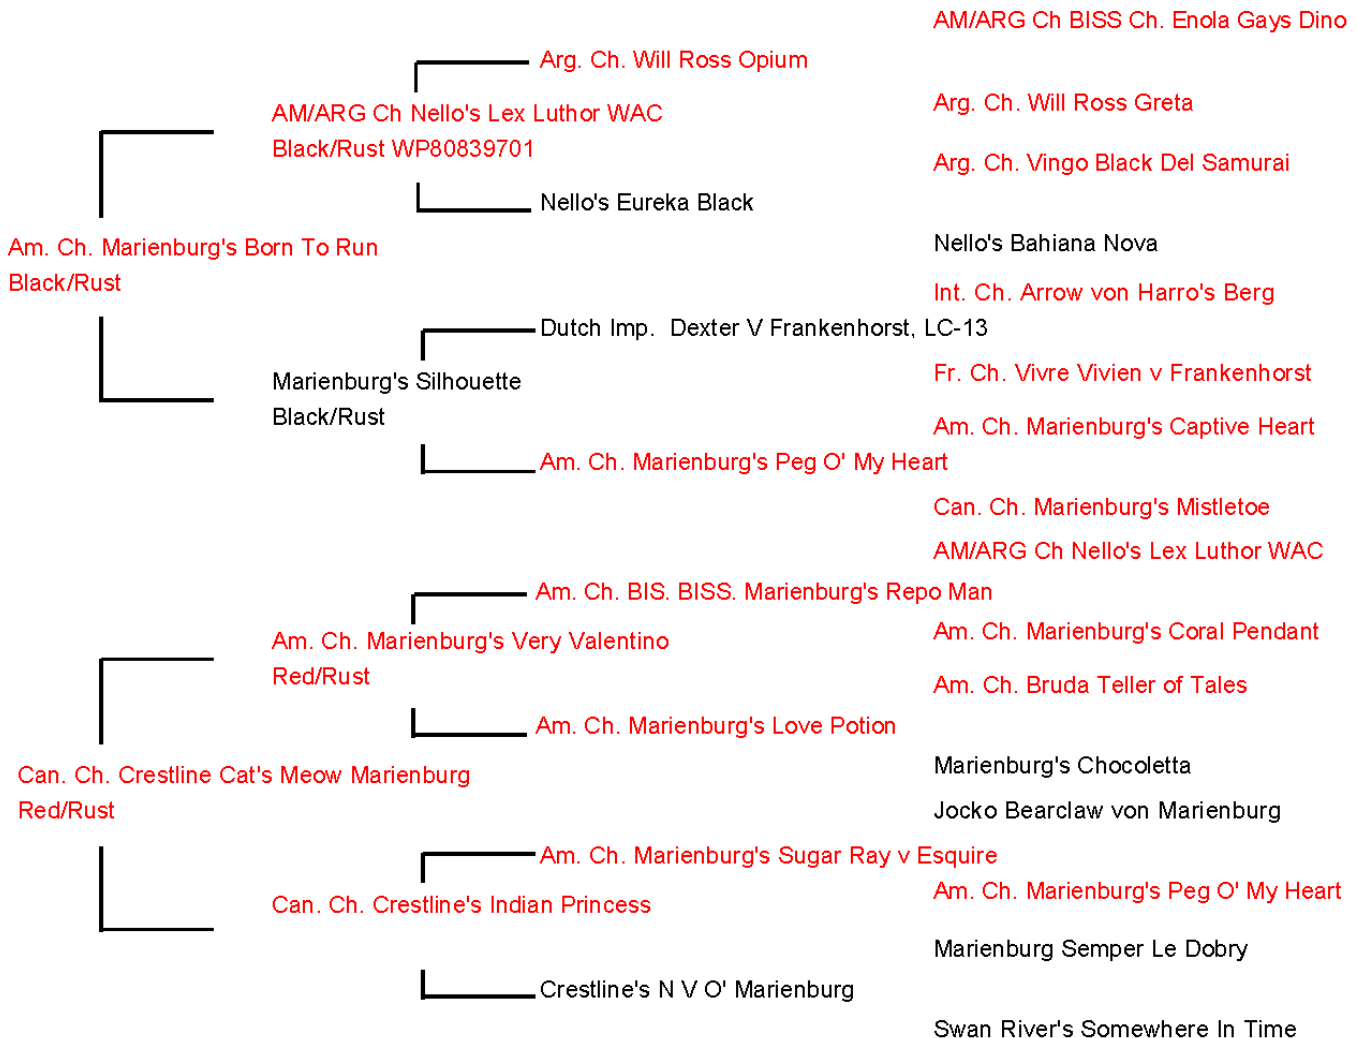 AM/ARG Ch BISS Ch. Enola Gays Dino
Arg. Ch. Will Ross Opium
Arg. Ch. Will Ross Greta
AM/ARG Ch Nello's Lex Luthor WAC
Black/Rust WP80839701
Arg. Ch. Vingo Black Del Samurai
Nello's Eureka Black
Nello's Bahiana Nova
Am. Ch. Marienburg's Born To Run
Black/Rust
Int. Ch. Arrow von Harro's Berg
Dutch Imp.  Dexter V Frankenhorst, LC-13
Fr. Ch. Vivre Vivien v Frankenhorst
Marienburg's Silhouette
Black/Rust
Am. Ch. Marienburg's Captive Heart
Am. Ch. Marienburg's Peg O' My Heart
Can. Ch. Marienburg's Mistletoe
AM/ARG Ch Nello's Lex Luthor WAC
Am. Ch. BIS. BISS. Marienburg's Repo Man
Am. Ch. Marienburg's Coral Pendant
Am. Ch. Marienburg's Very Valentino
Red/Rust
Am. Ch. Bruda Teller of Tales
Am. Ch. Marienburg's Love Potion
Marienburg's Chocoletta
Can. Ch. Crestline Cat's Meow Marienburg
Red/Rust
Jocko Bearclaw von Marienburg
Am. Ch. Marienburg's Sugar Ray v Esquire
Am. Ch. Marienburg's Peg O' My Heart
Can. Ch. Crestline's Indian Princess
Marienburg Semper Le Dobry
Crestline's N V O' Marienburg
Swan River's Somewhere In Time